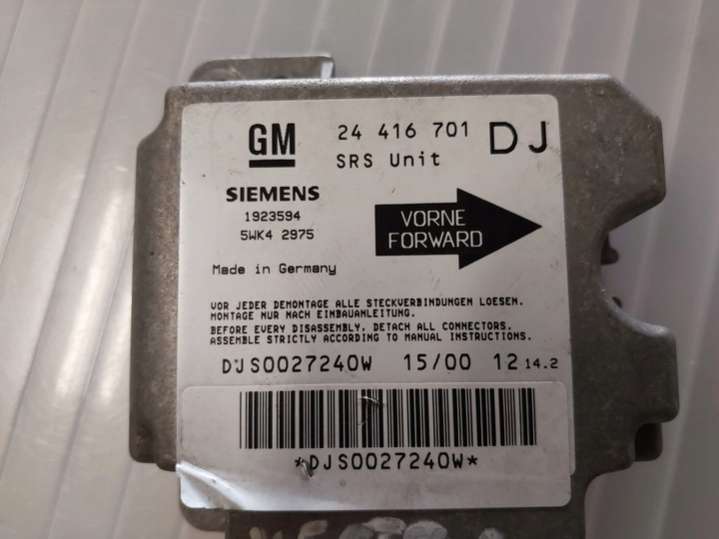 GM
24 416 701 DJ
SRS Unit
SIEMENS
1923594
5WK4 2975
VORNE
FORWARD
Made in Germany
VOR JEDER DEMONTAGE ALLE STECKVERBINDUNGEN LOESEN.
MONTAGE NUR NACH EINBAUANLEITUNG.
BEFORE EVERY DISASSEMBLY, DETACH ALL CONNECTORS.
ASSEMBLE STRICTLY ACCORDING TO MANUAL INSTRUCTIONS.
DJS0027240W 15/00 12 14.2
*DJS0027240W*